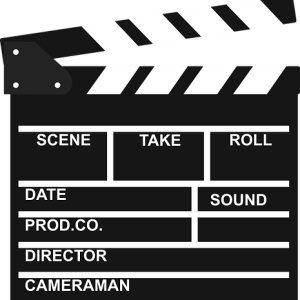 SCENE TAKE ROLL
DATE
SOUND
PROD.CO.
DIRECTOR
CAMERAMAN